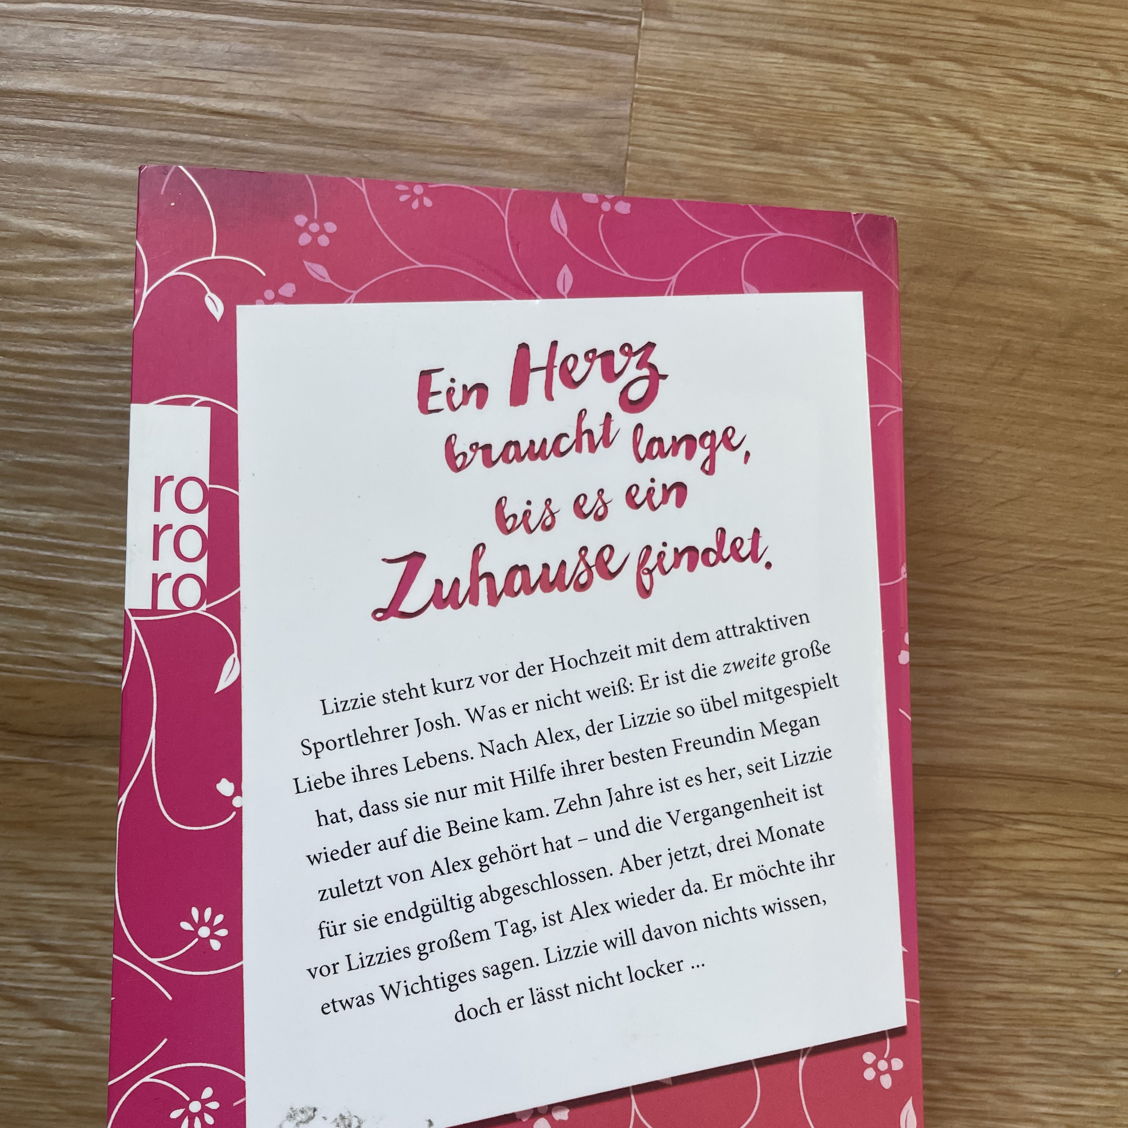 Ein Herz
braucht lange,
bis es ein
Zuhause findet.
ro
ro
ro
Lizzie steht kurz vor der Hochzeit mit dem attraktiven
Sportlehrer Josh. Was er nicht weiß: Er ist die zweite große
Liebe ihres Lebens. Nach Alex, der Lizzie so übel mitgespielt
hat, dass sie nur mit Hilfe ihrer besten Freundin Megan
wieder auf die Beine kam. Zehn Jahre ist es her, seit Lizzie
zuletzt von Alex gehört hat – und die Vergangenheit ist
für sie endgültig abgeschlossen. Aber jetzt, drei Monate
vor Lizzies großem Tag, ist Alex wieder da. Er möchte ihr
etwas Wichtiges sagen. Lizzie will davon nichts wissen,
doch er lässt nicht locker ...